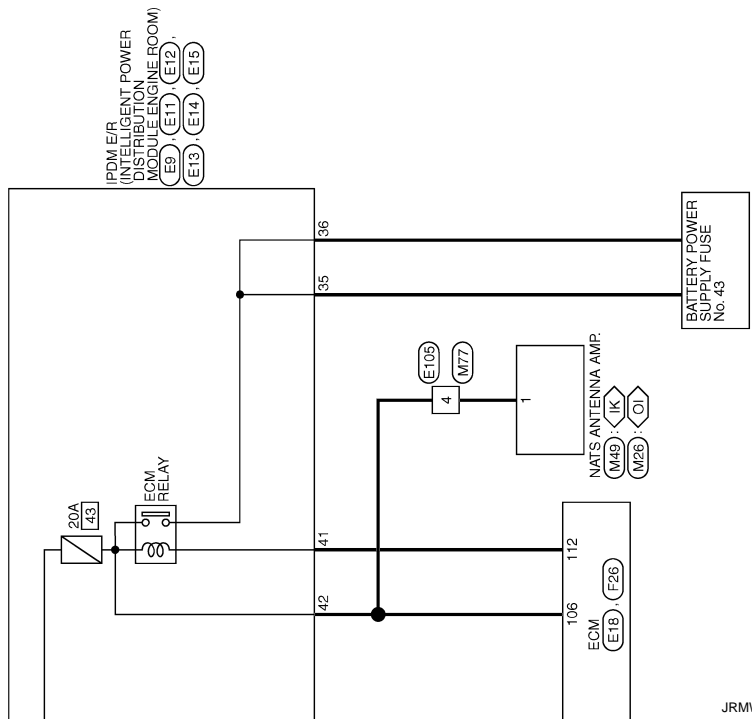 IPDM E/R
(INTELLIGENT POWER
DISTRIBUTION
MODULE ENGINE ROOM)
E9 , E11 , E12 ,
E13 , E14 , E15
36
35
BATTERY POWER
SUPPLY FUSE
No. 43
E105
M77
4
1
NATS ANTENNA AMP.
M49 : IK
M26 : OI
20A
43
ECM
RELAY
41
42
112
106
ECM
E18 , F26